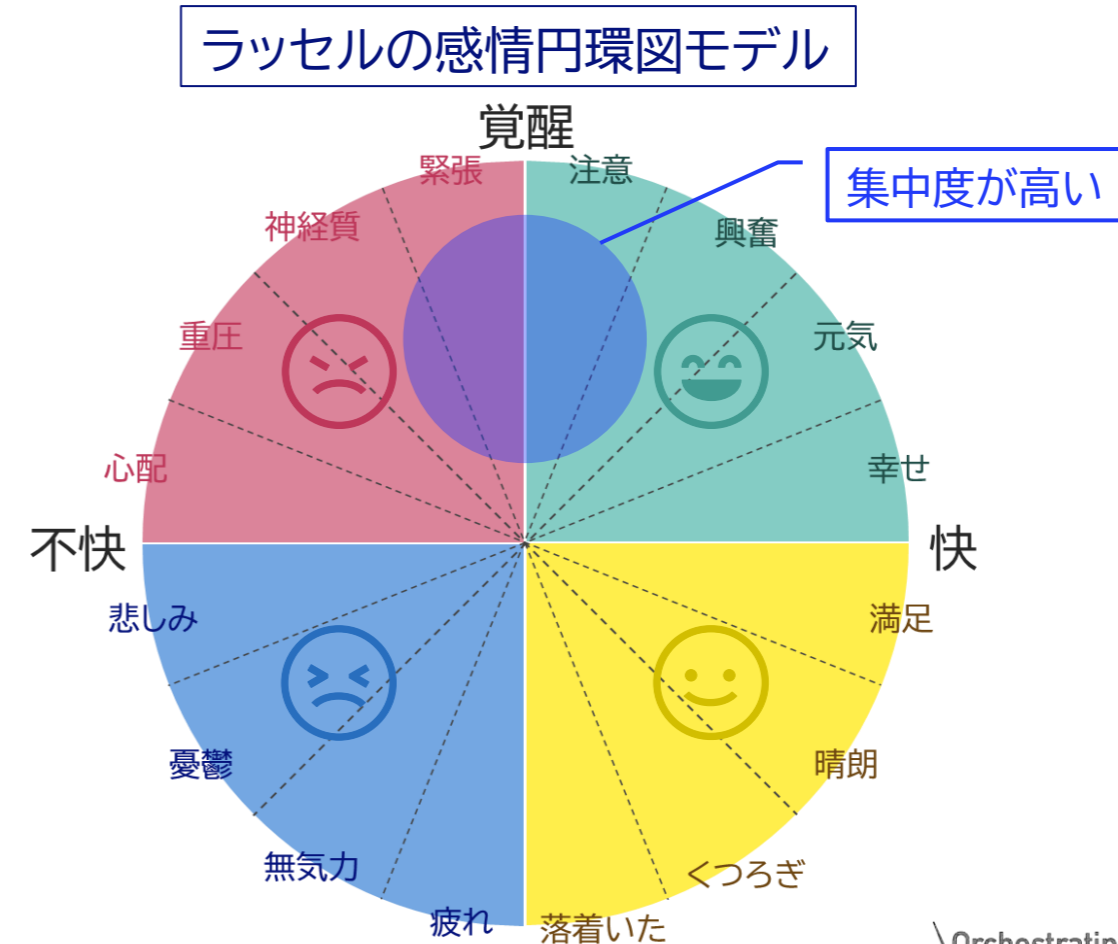 ラッセルの感情円環図モデル
覚醒
緊張
注意
集中度が高い
神経質
興奮
重圧
元気
心配
幸せ
不快
快
悲しみ
満足
憂鬱
晴朗
無気力
くつろぎ
疲れ
落着いた